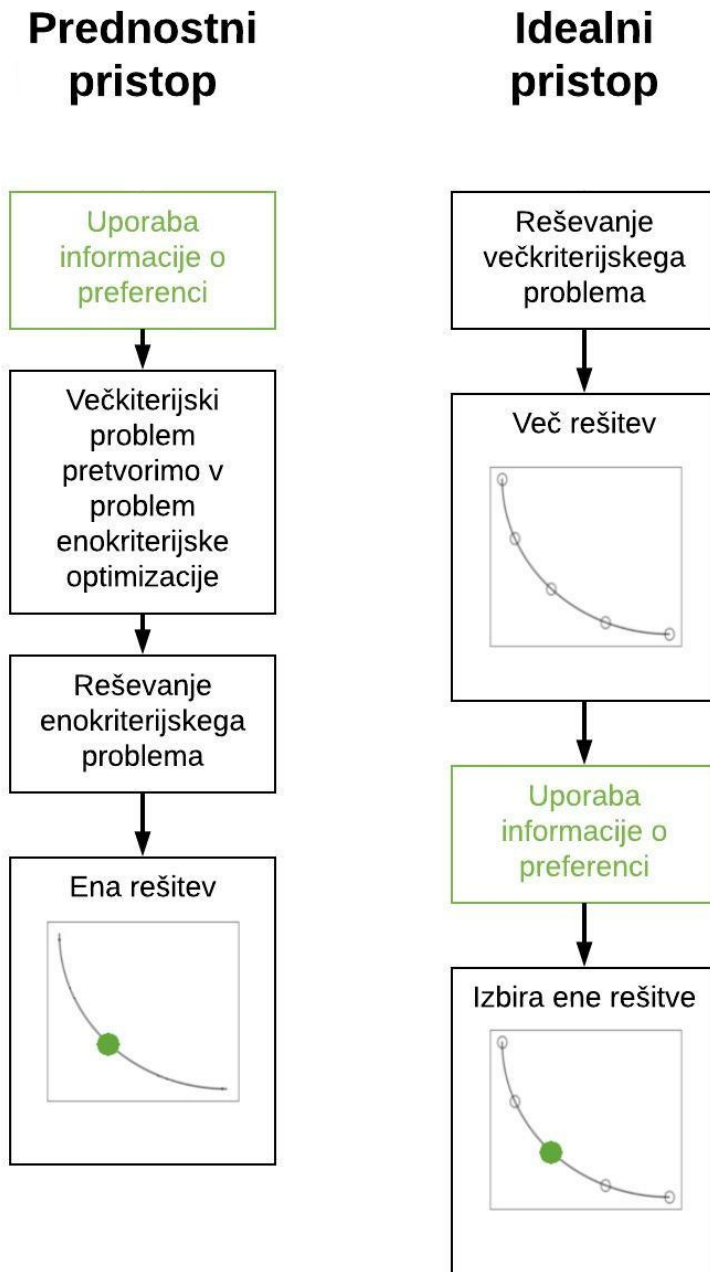 Prednostni
pristop
Uporaba
informacije o
preferenci
Večkiterijski
problem
pretvorimo v
problem
enokriterijske
optimizacije
Reševanje
enokriterijskega
problema
Ena rešitev
Idealni
pristop
Reševanje
večkriterijskega
problema
Več rešitev
Uporaba
informacije o
preferenci
Izbira ene rešitve